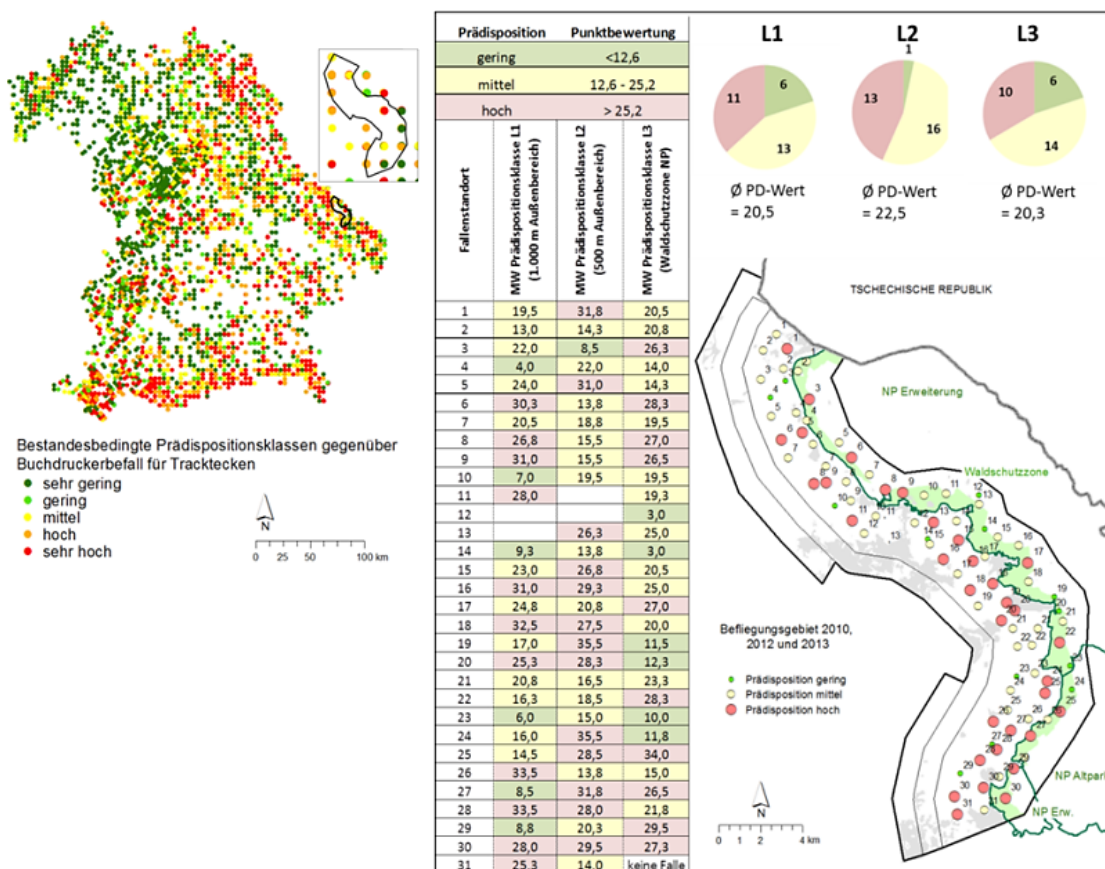 Bestandesbedingte Prädispositionsklassen gegenüber
Buchdruckerbefall für Tracktecken
sehr gering
gering
mittel
hoch
sehr hoch
N
0 25 50 100 km
Prädisposition Punktbewertung
gering <12,6
mittel 12,6 - 25,2
hoch > 25,2
Fallenstandort
MW Prädispositionsklasse L1
(1.000 m Außenbereich)
MW Prädispositionsklasse L2
(500 m Außenbereich)
MW Prädispositionsklasse L3
(Waldschutzzone NP)
1 19,5 31,8 20,5
2 13,0 14,3 20,8
3 22,0 8,5 26,3
4 4,0 22,0 14,0
5 24,0 31,0 14,3
6 30,3 13,8 28,3
7 20,5 18,8 19,5
8 26,8 15,5 27,0
9 31,0 15,5 26,5
10 7,0 19,5 19,5
11 28,0 19,3
12 3,0
13 26,3 25,0
14 9,3 13,8 3,0
15 23,0 26,8 20,5
16 31,0 29,3 25,0
17 24,8 20,8 27,0
18 32,5 27,5 20,0
19 17,0 35,5 11,5
20 25,3 28,3 12,3
21 20,8 16,5 23,3
22 16,3 18,5 28,3
23 6,0 15,0 10,0
24 16,0 35,5 11,8
25 14,5 28,5 34,0
26 33,5 13,8 15,0
27 8,5 31,8 26,5
28 33,5 28,0 21,8
29 8,8 20,3 29,5
30 28,0 29,5 27,3
31 25,3 14,0 keine Falle
L1 L2 L3
6
13
11
1
16
13
6
14
10
Ø PD-Wert
= 20,5
Ø PD-Wert
= 22,5
Ø PD-Wert
= 20,3
TSCHECHISCHE REPUBLIK
NP Erweiterung
Waldschutzzone
NP Altpark
NP Erw.
Befliegungsgebiet 2010,
2012 und 2013
Prädisposition gering
Prädisposition mittel
Prädisposition hoch
N
0 1 2 4 km